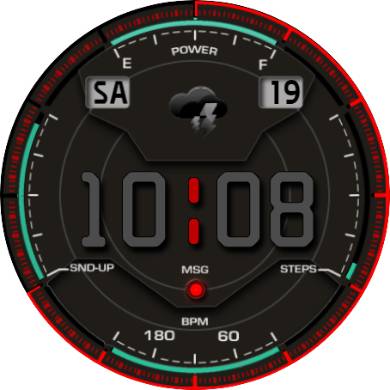 POWER
E F
SA 19
10:08
SND-UP MSG STEPS
BPM
180 60